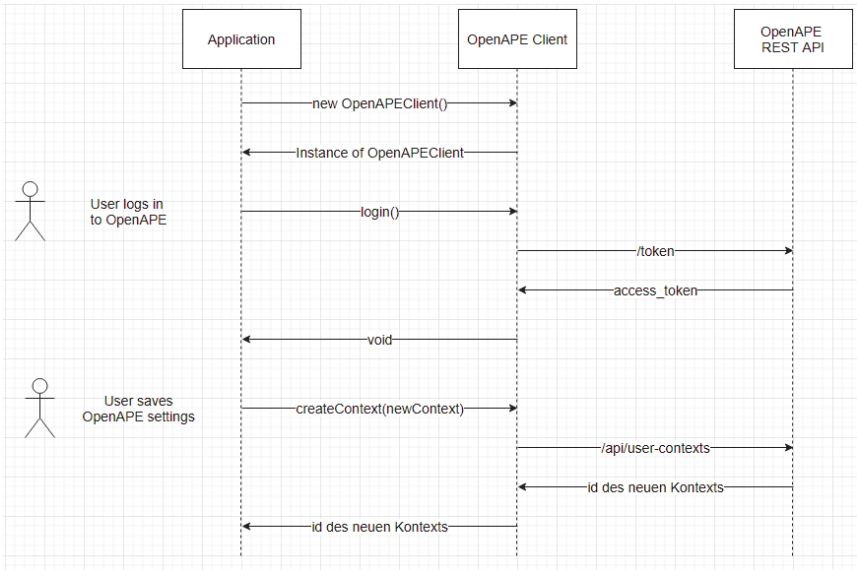 Application
OpenAPE Client
OpenAPE
REST API
new OpenAPEClient()
Instance of OpenAPEClient
User logs in
to OpenAPE
login()
/token
access_token
void
User saves
OpenAPE settings
createContext(newContext)
/api/user-contexts
id des neuen Kontexts
id des neuen Kontexts